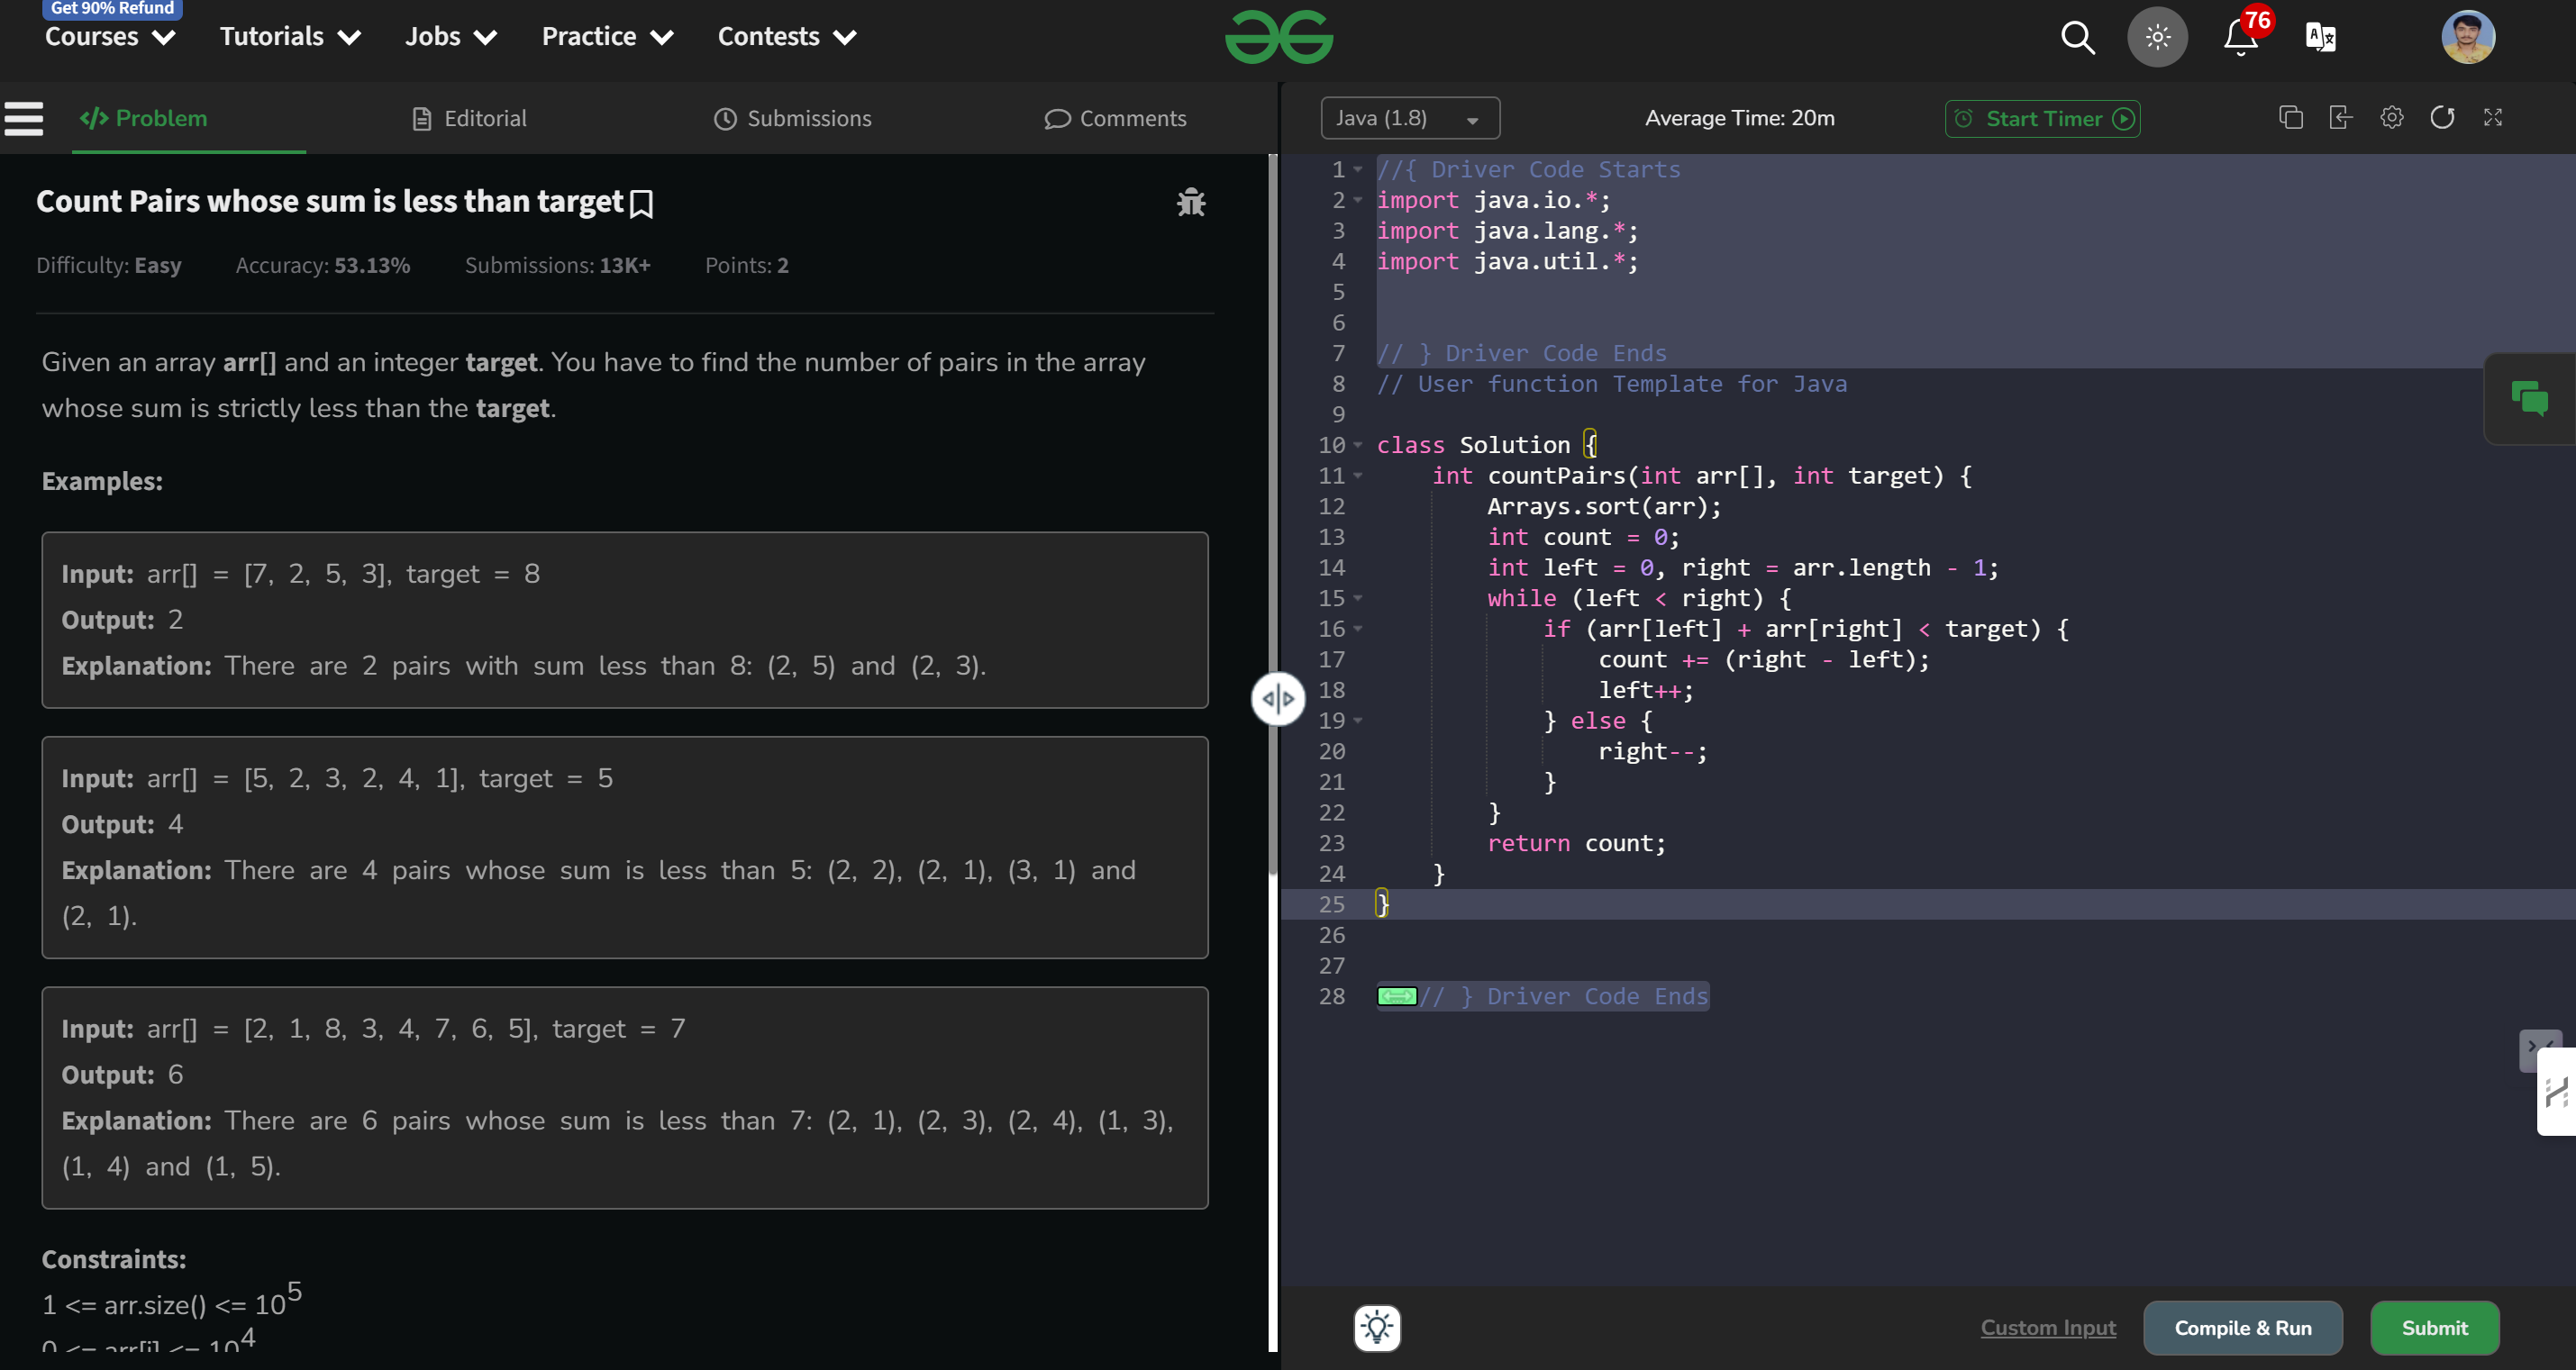 Get 90% Refund
Courses Tutorials Jobs Practice Contests
76
Problem Editorial Submissions Comments
Count Pairs whose sum is less than target
Difficulty: Easy Accuracy: 53.13% Submissions: 13K+ Points: 2
Given an array arr[] and an integer target. You have to find the number of pairs in the array
whose sum is strictly less than the target.
Examples:
Input: arr[] = [7, 2, 5, 3], target = 8
Output: 2
Explanation: There are 2 pairs with sum less than 8: (2, 5) and (2, 3).
Input: arr[] = [5, 2, 3, 2, 4, 1], target = 5
Output: 4
Explanation: There are 4 pairs whose sum is less than 5: (2, 2), (2, 1), (3, 1) and
(2, 1).
Input: arr[] = [2, 1, 8, 3, 4, 7, 6, 5], target = 7
Output: 6
Explanation: There are 6 pairs whose sum is less than 7: (2, 1), (2, 3), (2, 4), (1, 3),
(1, 4) and (1, 5).
Constraints:
1 <= arr.size() <= 10^5
0 <= arr[i] <= 10^4
Java (1.8) Average Time: 20m Start Timer
1 //{ Driver Code Starts
2 import java.io.*;
3 import java.lang.*;
4 import java.util.*;
5
6
7 // } Driver Code Ends
8 // User function Template for Java
9
10 class Solution {
11     int countPairs(int arr[], int target) {
12         Arrays.sort(arr);
13         int count = 0;
14         int left = 0, right = arr.length - 1;
15         while (left < right) {
16             if (arr[left] + arr[right] < target) {
17                 count += (right - left);
18                 left++;
19             } else {
20                 right--;
21             }
22         }
23         return count;
24     }
25 }
26
27
28 // } Driver Code Ends
Custom Input Compile & Run Submit